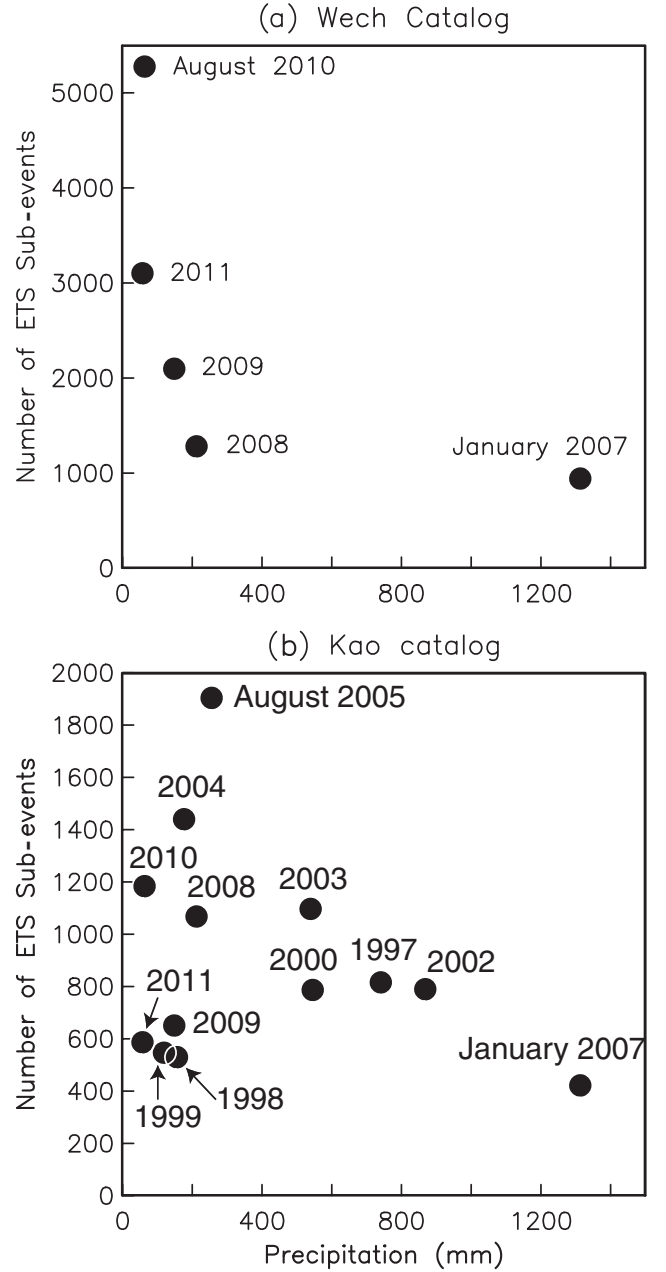 (a) Wech Catalog
Number of ETS Sub-events
5000
4000
3000
2000
1000
0
August 2010
2011
2009
2008
January 2007
0 400 800 1200
(b) Kao catalog
Number of ETS Sub-events
2000
1800
1600
1400
1200
1000
800
600
400
200
0
August 2005
2004
2010
2008
2003
2000
1997
2002
2011
2009
January 2007
1998
1999
0 400 800 1200
Precipitation (mm)